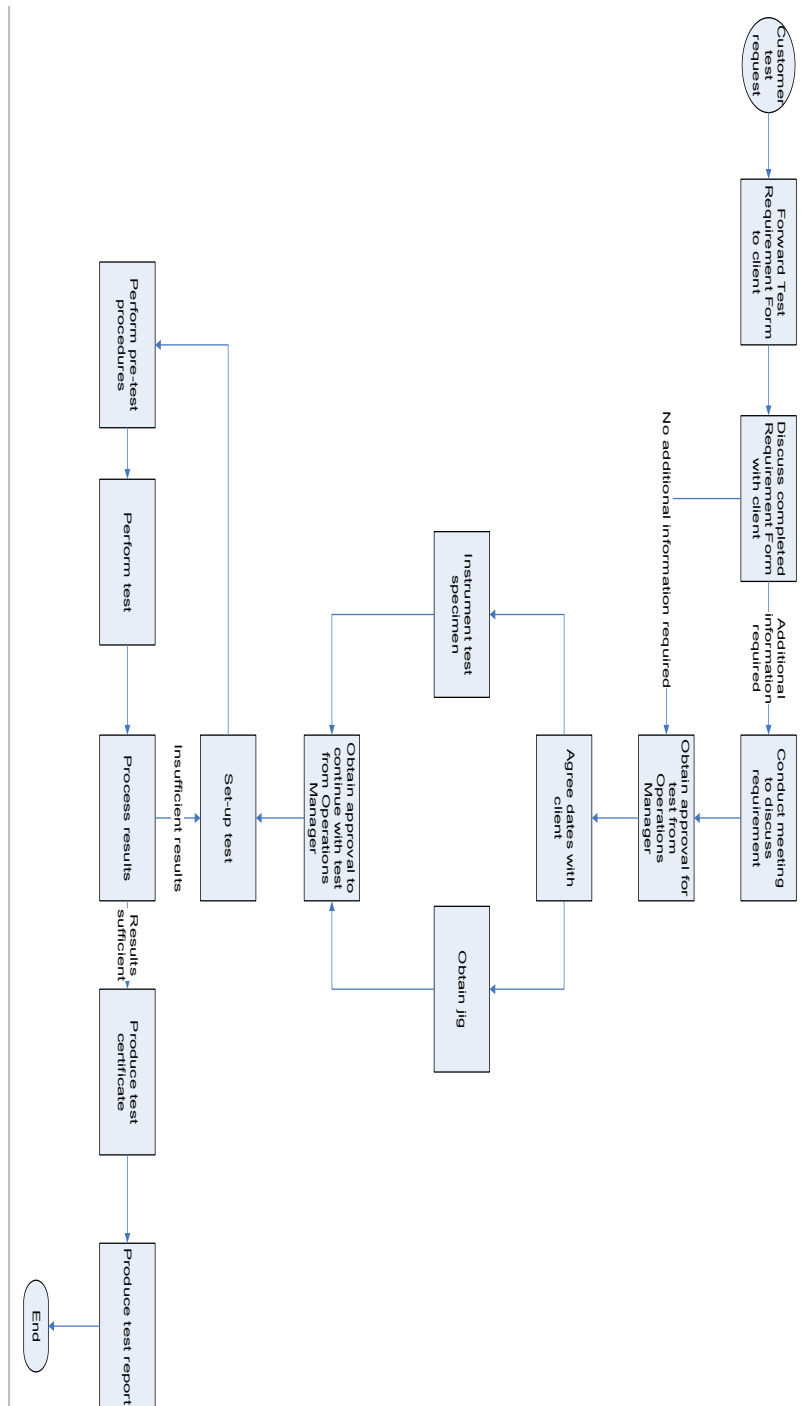 Customer
test
request
Forward Test
Requirement Form
to client
Discuss completed
Requirement Form
with client
Additional
information
required
No additional information required
Conduct meeting
to discuss
requirement
Obtain approval for
test from
Operations
Manager
Agree dates with
client
Instrument test
specimen
Obtain jig
Obtain approval to
continue with test
from Operations
Manager
Set-up test
Perform pre-test
procedures
Perform test
Process results
Insufficient results
Results
sufficient
Produce test
certificate
Produce test report
End